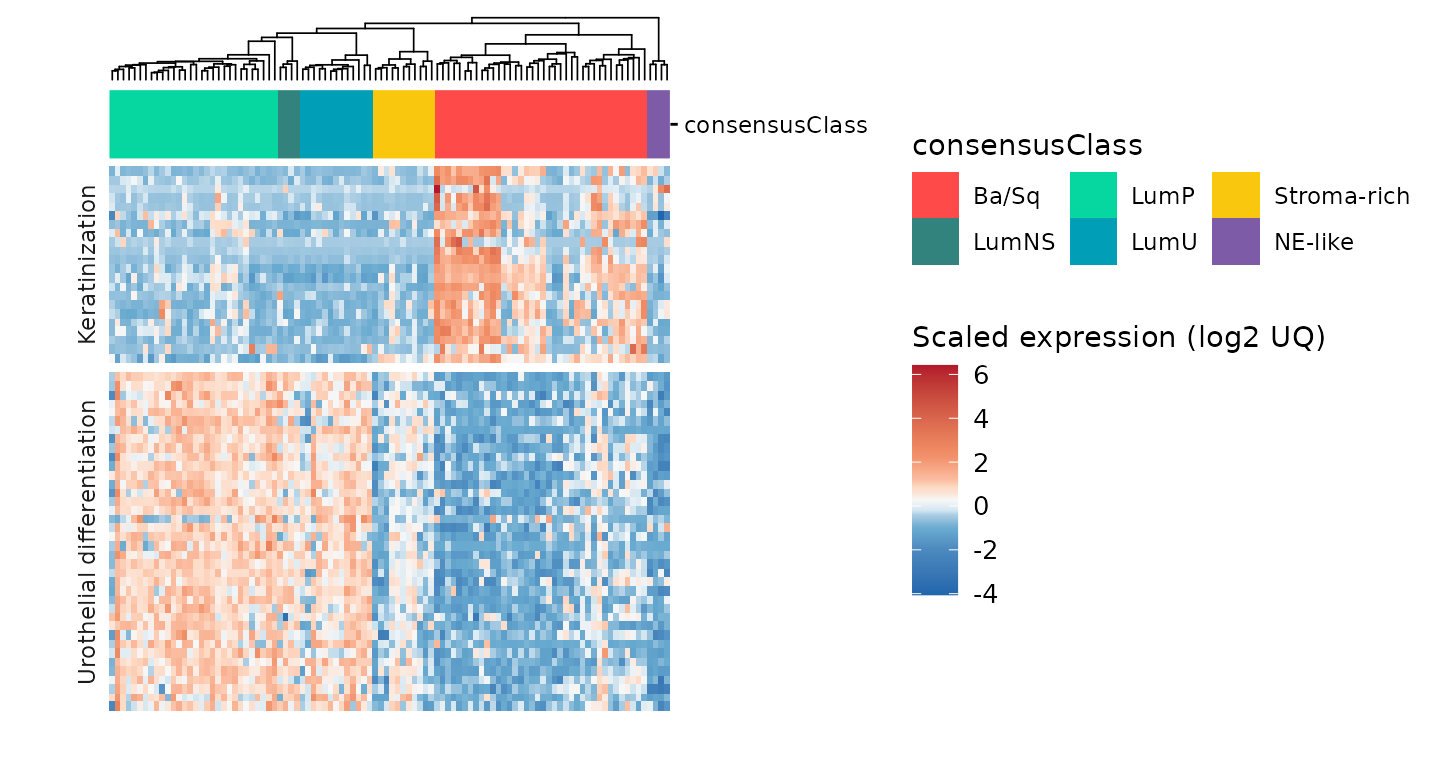 consensusClass
Keratinization
Urothelial differentiation
consensusClass
Ba/Sq LumP Stroma-rich
LumNS LumU NE-like
Scaled expression (log2 UQ)
6
4
2
0
-2
-4